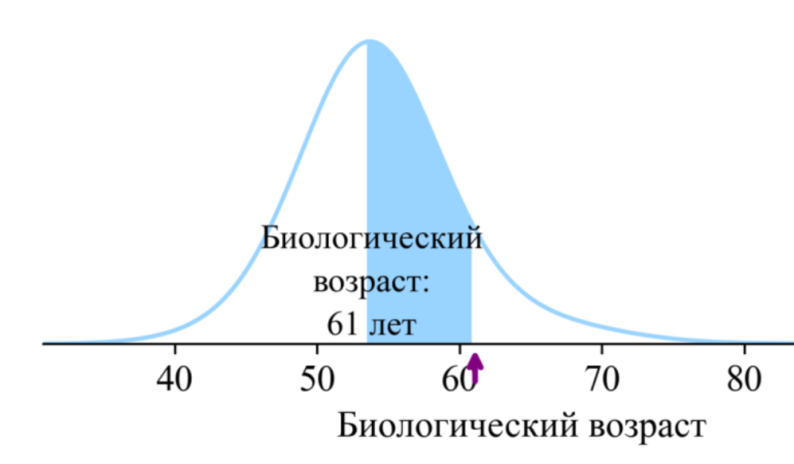 Биологический
возраст:
61 лет
40 50 60 70 80
Биологический возраст